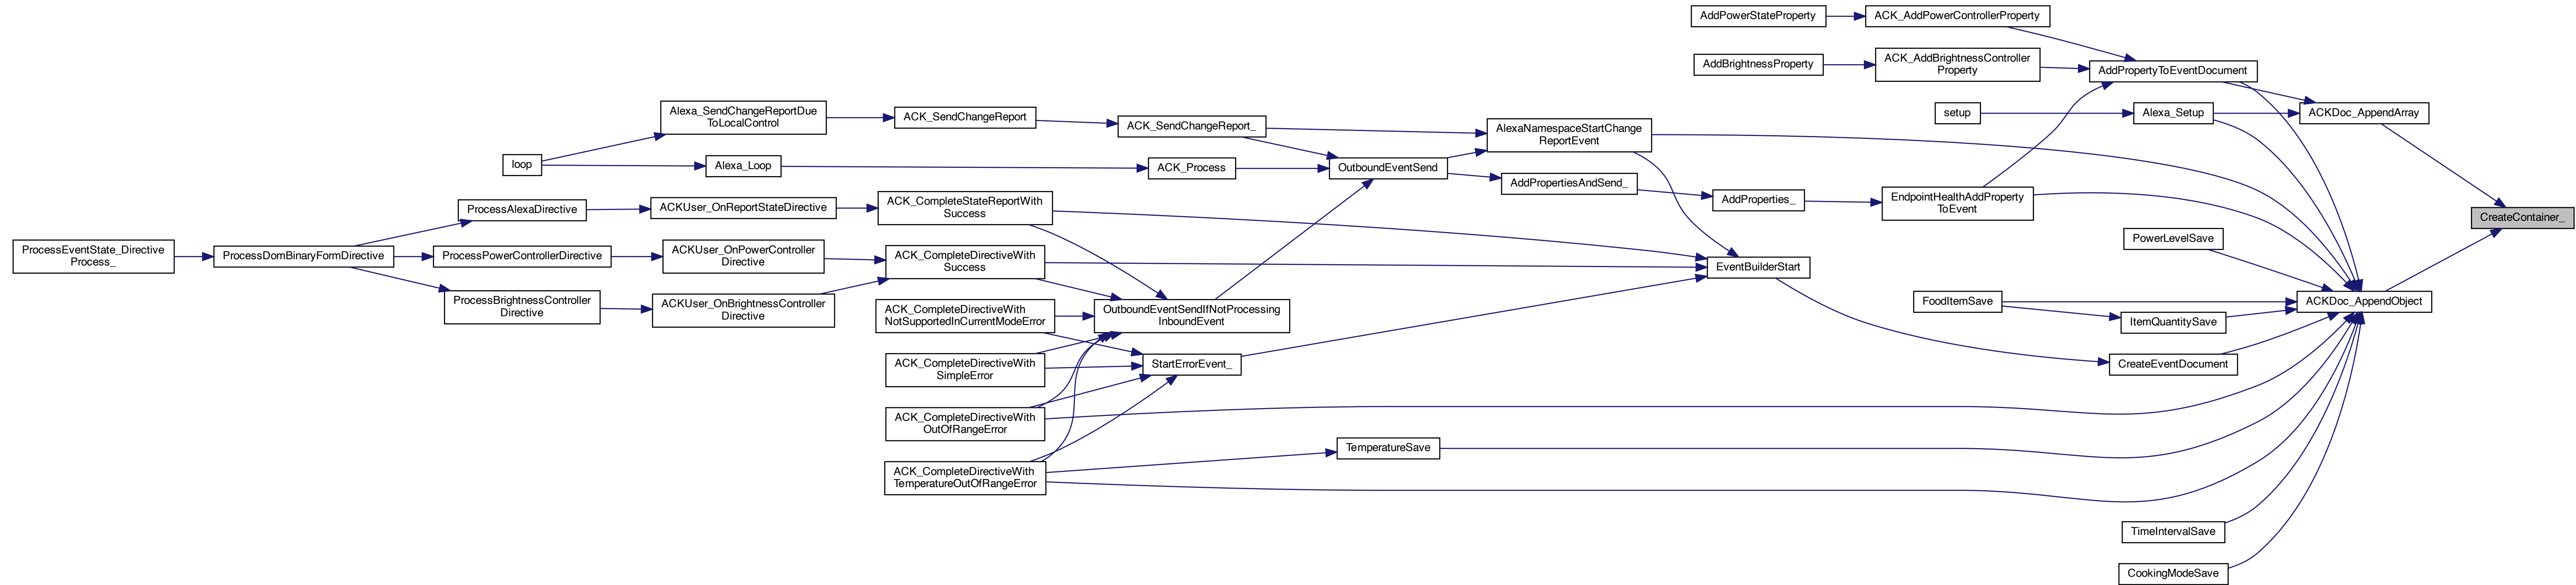 AddPowerStateProperty
ACK_AddPowerControllerProperty
AddBrightnessProperty
ACK_AddBrightnessController
Property
AddPropertyToEventDocument
Alexa_SendChangeReportDue
ToLocalControl
ACK_SendChangeReport
ACK_SendChangeReport_
AlexaNamespaceStartChange
ReportEvent
setup
Alexa_Setup
ACKDoc_AppendArray
loop
Alexa_Loop
ACK_Process
OutboundEventSend
AddPropertiesAndSend_
AddProperties_
EndpointHealthAddProperty
ToEvent
CreateContainer_
ProcessAlexaDirective
ACKUser_OnReportStateDirective
ACK_CompleteStateReportWith
Success
PowerLevelSave
ProcessEventState_Directive
Process_
ProcessDomBinaryFormDirective
ProcessPowerControllerDirective
ACKUser_OnPowerController
Directive
ACK_CompleteDirectiveWith
Success
EventBuilderStart
ProcessBrightnessController
Directive
ACKUser_OnBrightnessController
Directive
ACK_CompleteDirectiveWith
NotSupportedInCurrentModeError
OutboundEventSendIfNotProcessing
InboundEvent
FoodItemSave
ItemQuantitySave
ACKDoc_AppendObject
ACK_CompleteDirectiveWith
SimpleError
StartErrorEvent_
CreateEventDocument
ACK_CompleteDirectiveWith
OutOfRangeError
TemperatureSave
ACK_CompleteDirectiveWith
TemperatureOutOfRangeError
TimeIntervalSave
CookingModeSave